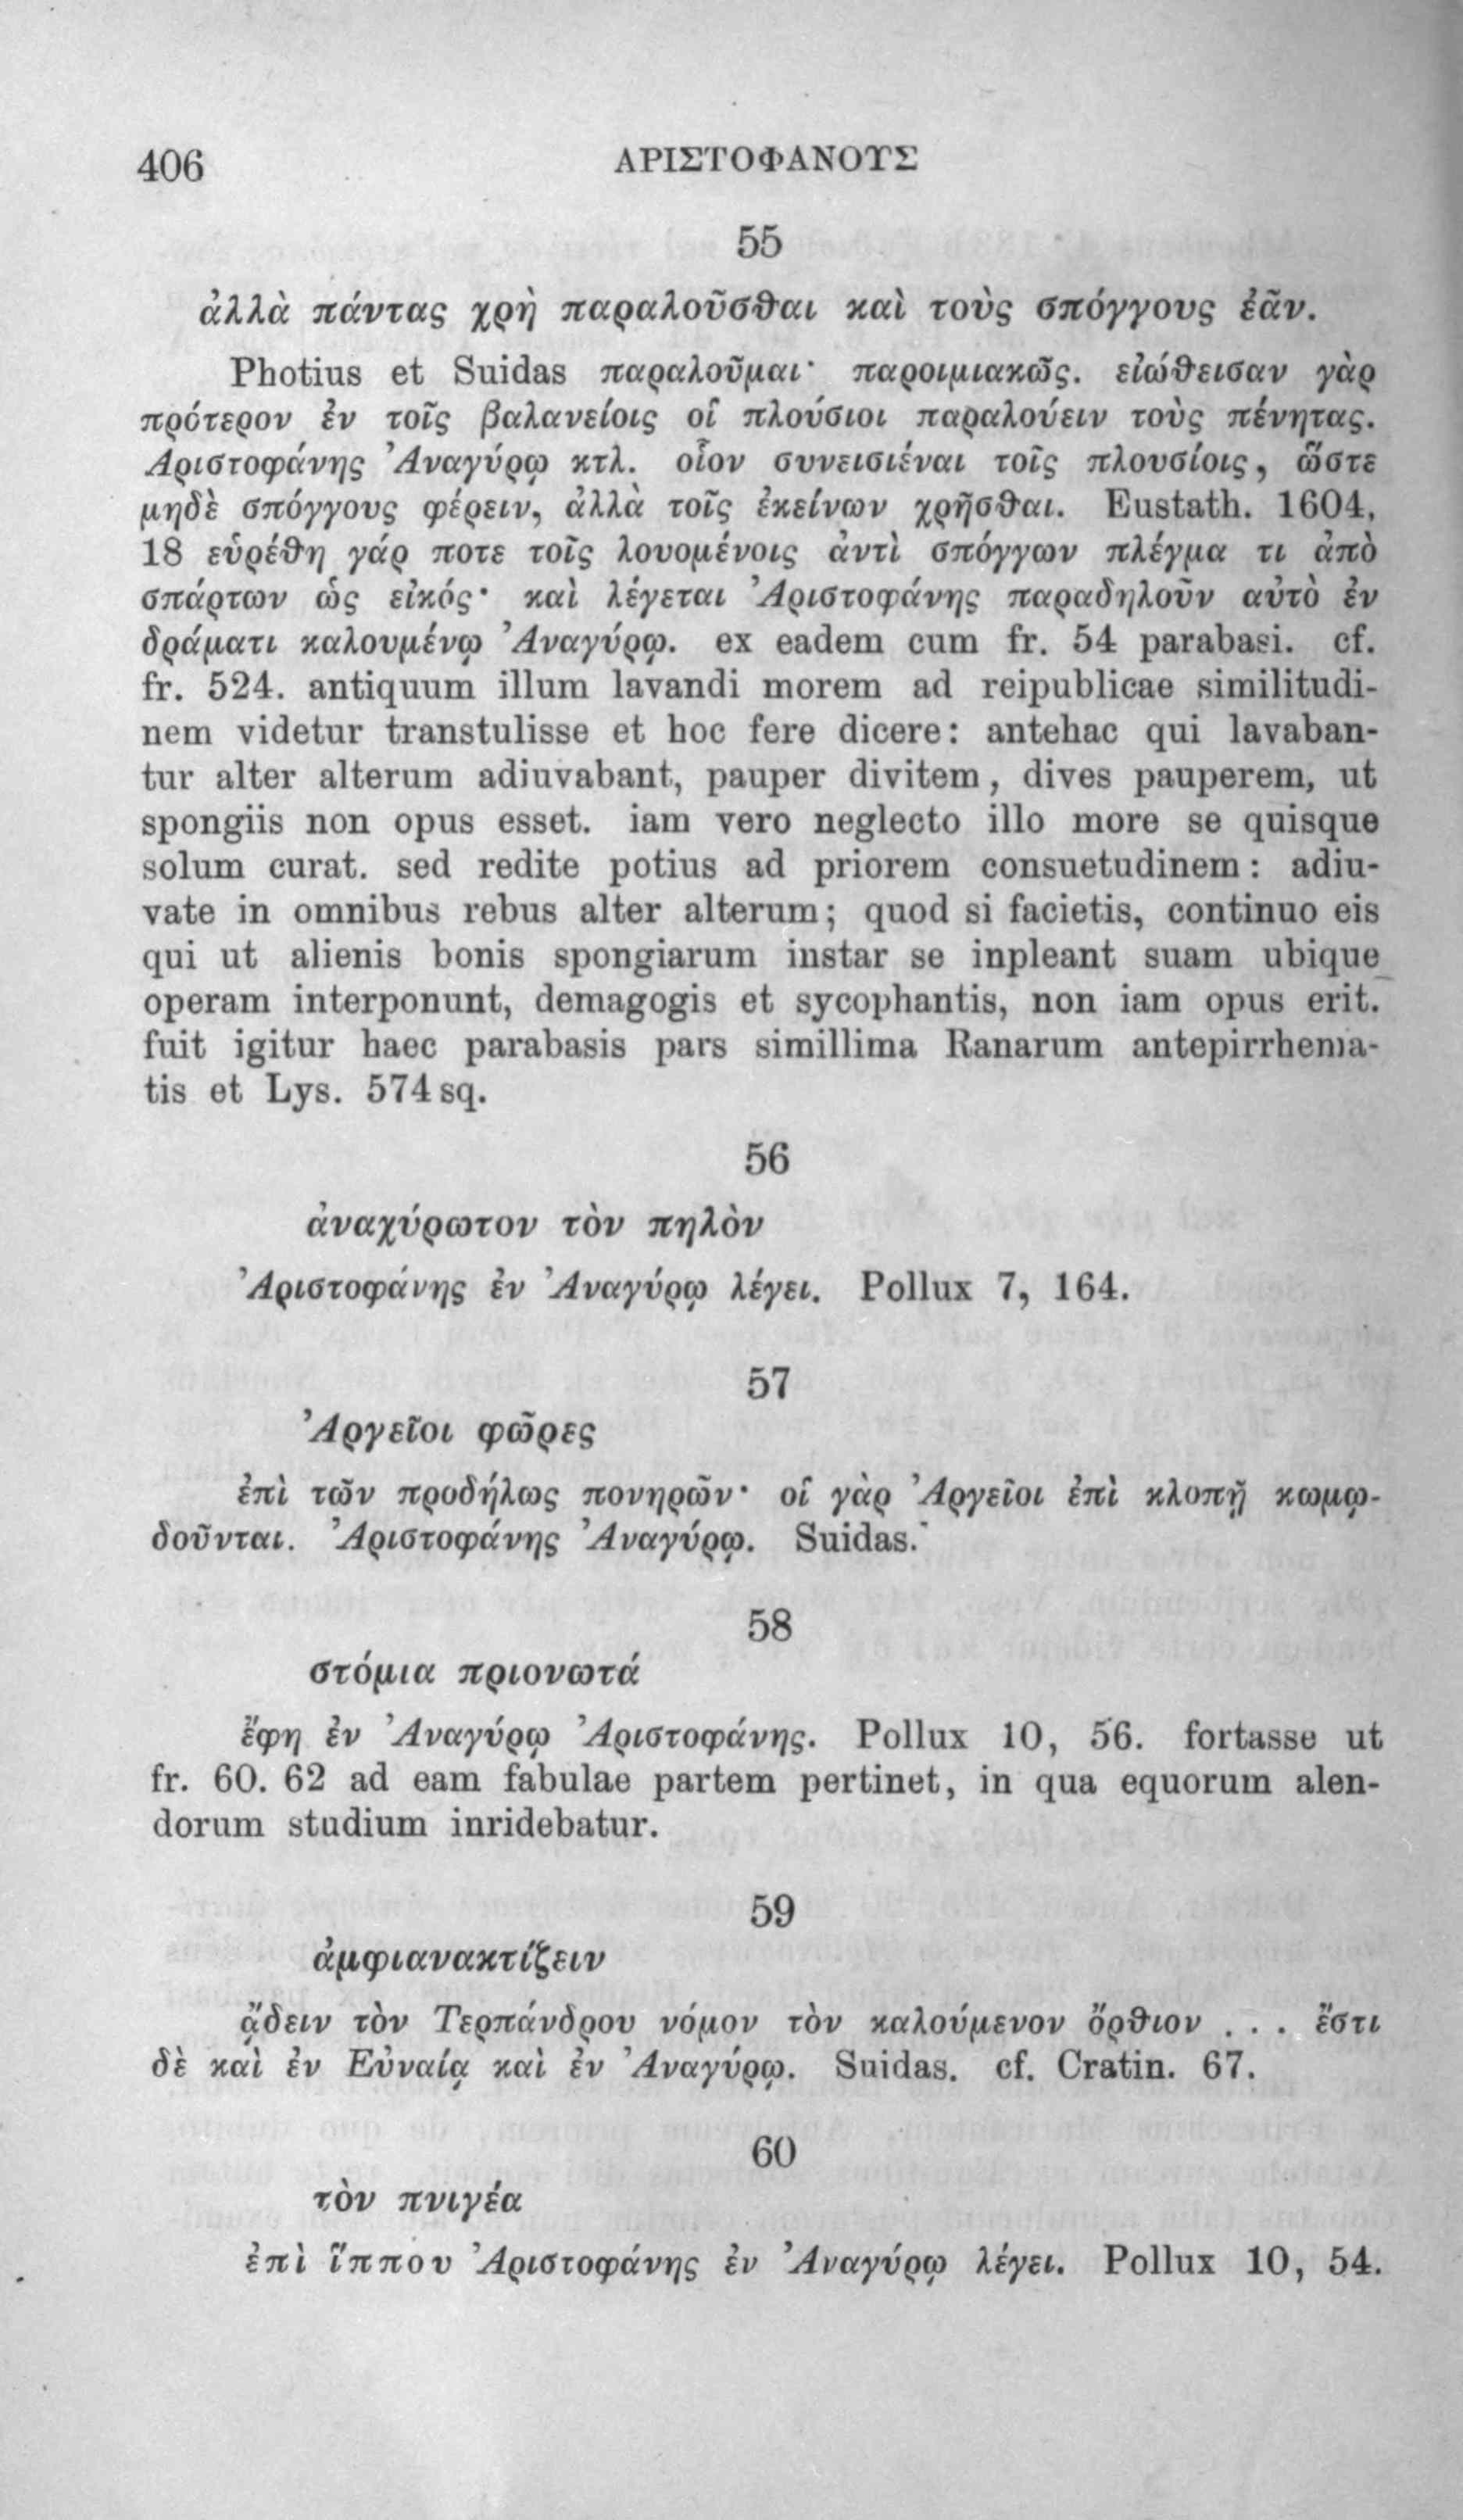 406
ΑΡΙΣΤΟΦΑΝΟΥΣ
55
ἀλλὰ πάντας χρὴ παραλοῦσθαι καὶ τοὺς σπόγγους ἐᾶν.
Photius et Suidas παραλοῦμαι· παροιμιακῶς. εἰώθεισαν γὰρ
πρότερον ἐν τοῖς βαλανείοις οἱ πλούσιοι παραλούειν τοὺς πένητας.
Ἀριστοφάνης Ἀναγύρῳ κτλ. οἷον συνεισιέναι τοῖς πλουσίοις, ὥστε
μηδὲ σπόγγους φέρειν, ἀλλὰ τοῖς ἐκείνων χρῆσθαι. Eustath. 1604,
18 εὑρέθη γάρ ποτε τοῖς λουομένοις ἀντὶ σπόγγων πλέγμα τι ἀπὸ
σπάρτων ὡς εἰκός· καὶ λέγεται Ἀριστοφάνης παραδηλοῦν αὐτὸ ἐν
δράματι καλουμένῳ Ἀναγύρῳ. ex eadem cum fr. 54 parabasi. cf.
fr. 524. antiquum illum lavandi morem ad reipublicae similitudi-
nem videtur transtulisse et hoc fere dicere: antehac qui lavaban-
tur alter alterum adiuvabant, pauper divitem, dives pauperem, ut
spongiis non opus esset. iam vero neglecto illo more se quisque
solum curat. sed redite potius ad priorem consuetudinem: adiu-
vate in omnibus rebus alter alterum; quod si facietis, continuo eis
qui ut alienis bonis spongiarum instar se inpleant suam ubique
operam interponunt, demagogis et sycophantis, non iam opus erit.
fuit igitur haec parabasis pars simillima Ranarum antepirrhema-
tis et Lys. 574 sq.
56
ἀναχύρωτον τὸν πηλὸν
Ἀριστοφάνης ἐν Ἀναγύρῳ λέγει. Pollux 7, 164.
57
Ἀργεῖοι φῶρες
ἐπὶ τῶν προδήλως πονηρῶν· οἱ γὰρ Ἀργεῖοι ἐπὶ κλοπῇ κωμῳ-
δοῦνται. Ἀριστοφάνης Ἀναγύρῳ. Suidas.
58
στόμια πριονωτά
ἔφη ἐν Ἀναγύρῳ Ἀριστοφάνης. Pollux 10, 56. fortasse ut
fr. 60. 62 ad eam fabulae partem pertinet, in qua equorum alen-
dorum studium inridebatur.
59
ἀμφιανακτίζειν
ᾄδειν τὸν Τερπάνδρου νόμον τὸν καλούμενον ὄρθιον . . . ἔστι
δὲ καὶ ἐν Εὐναίᾳ καὶ ἐν Ἀναγύρῳ. Suidas. cf. Cratin. 67.
60
τὸν πνιγέα
ἐπὶ ἵππου Ἀριστοφάνης ἐν Ἀναγύρῳ λέγει. Pollux 10, 54.